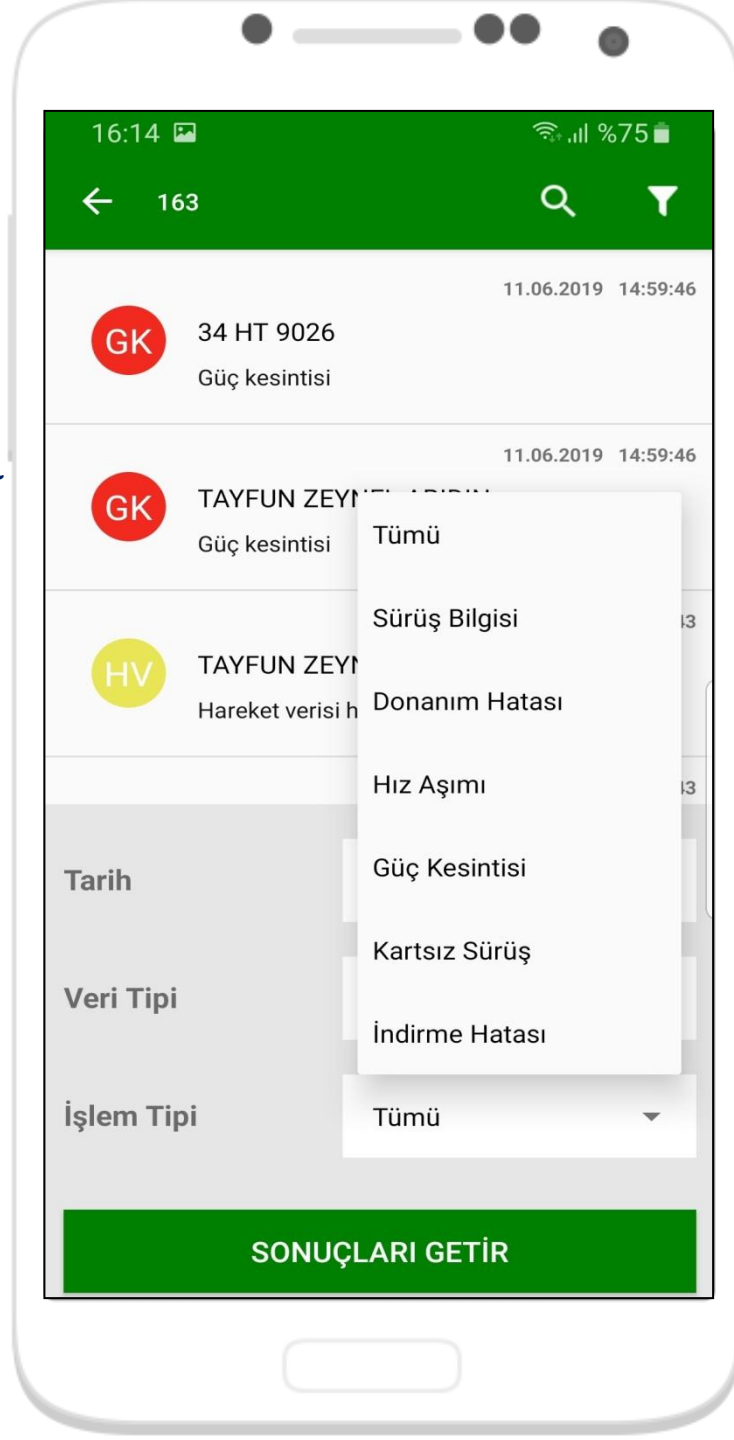 16:14 %75
163
11.06.2019 14:59:46
GK 34 HT 9026
Güç kesintisi
11.06.2019 14:59:46
GK TAYFUN
Güç kesintisi
HV TAYFUN
Hareket verisi
Tümü
Sürüş Bilgisi
Donanım Hatası
Hız Aşımı
Güç Kesintisi
Kartsız Sürüş
İndirme Hatası
Tarih
Veri Tipi
İşlem Tipi Tümü
SONUÇLARI GETİR